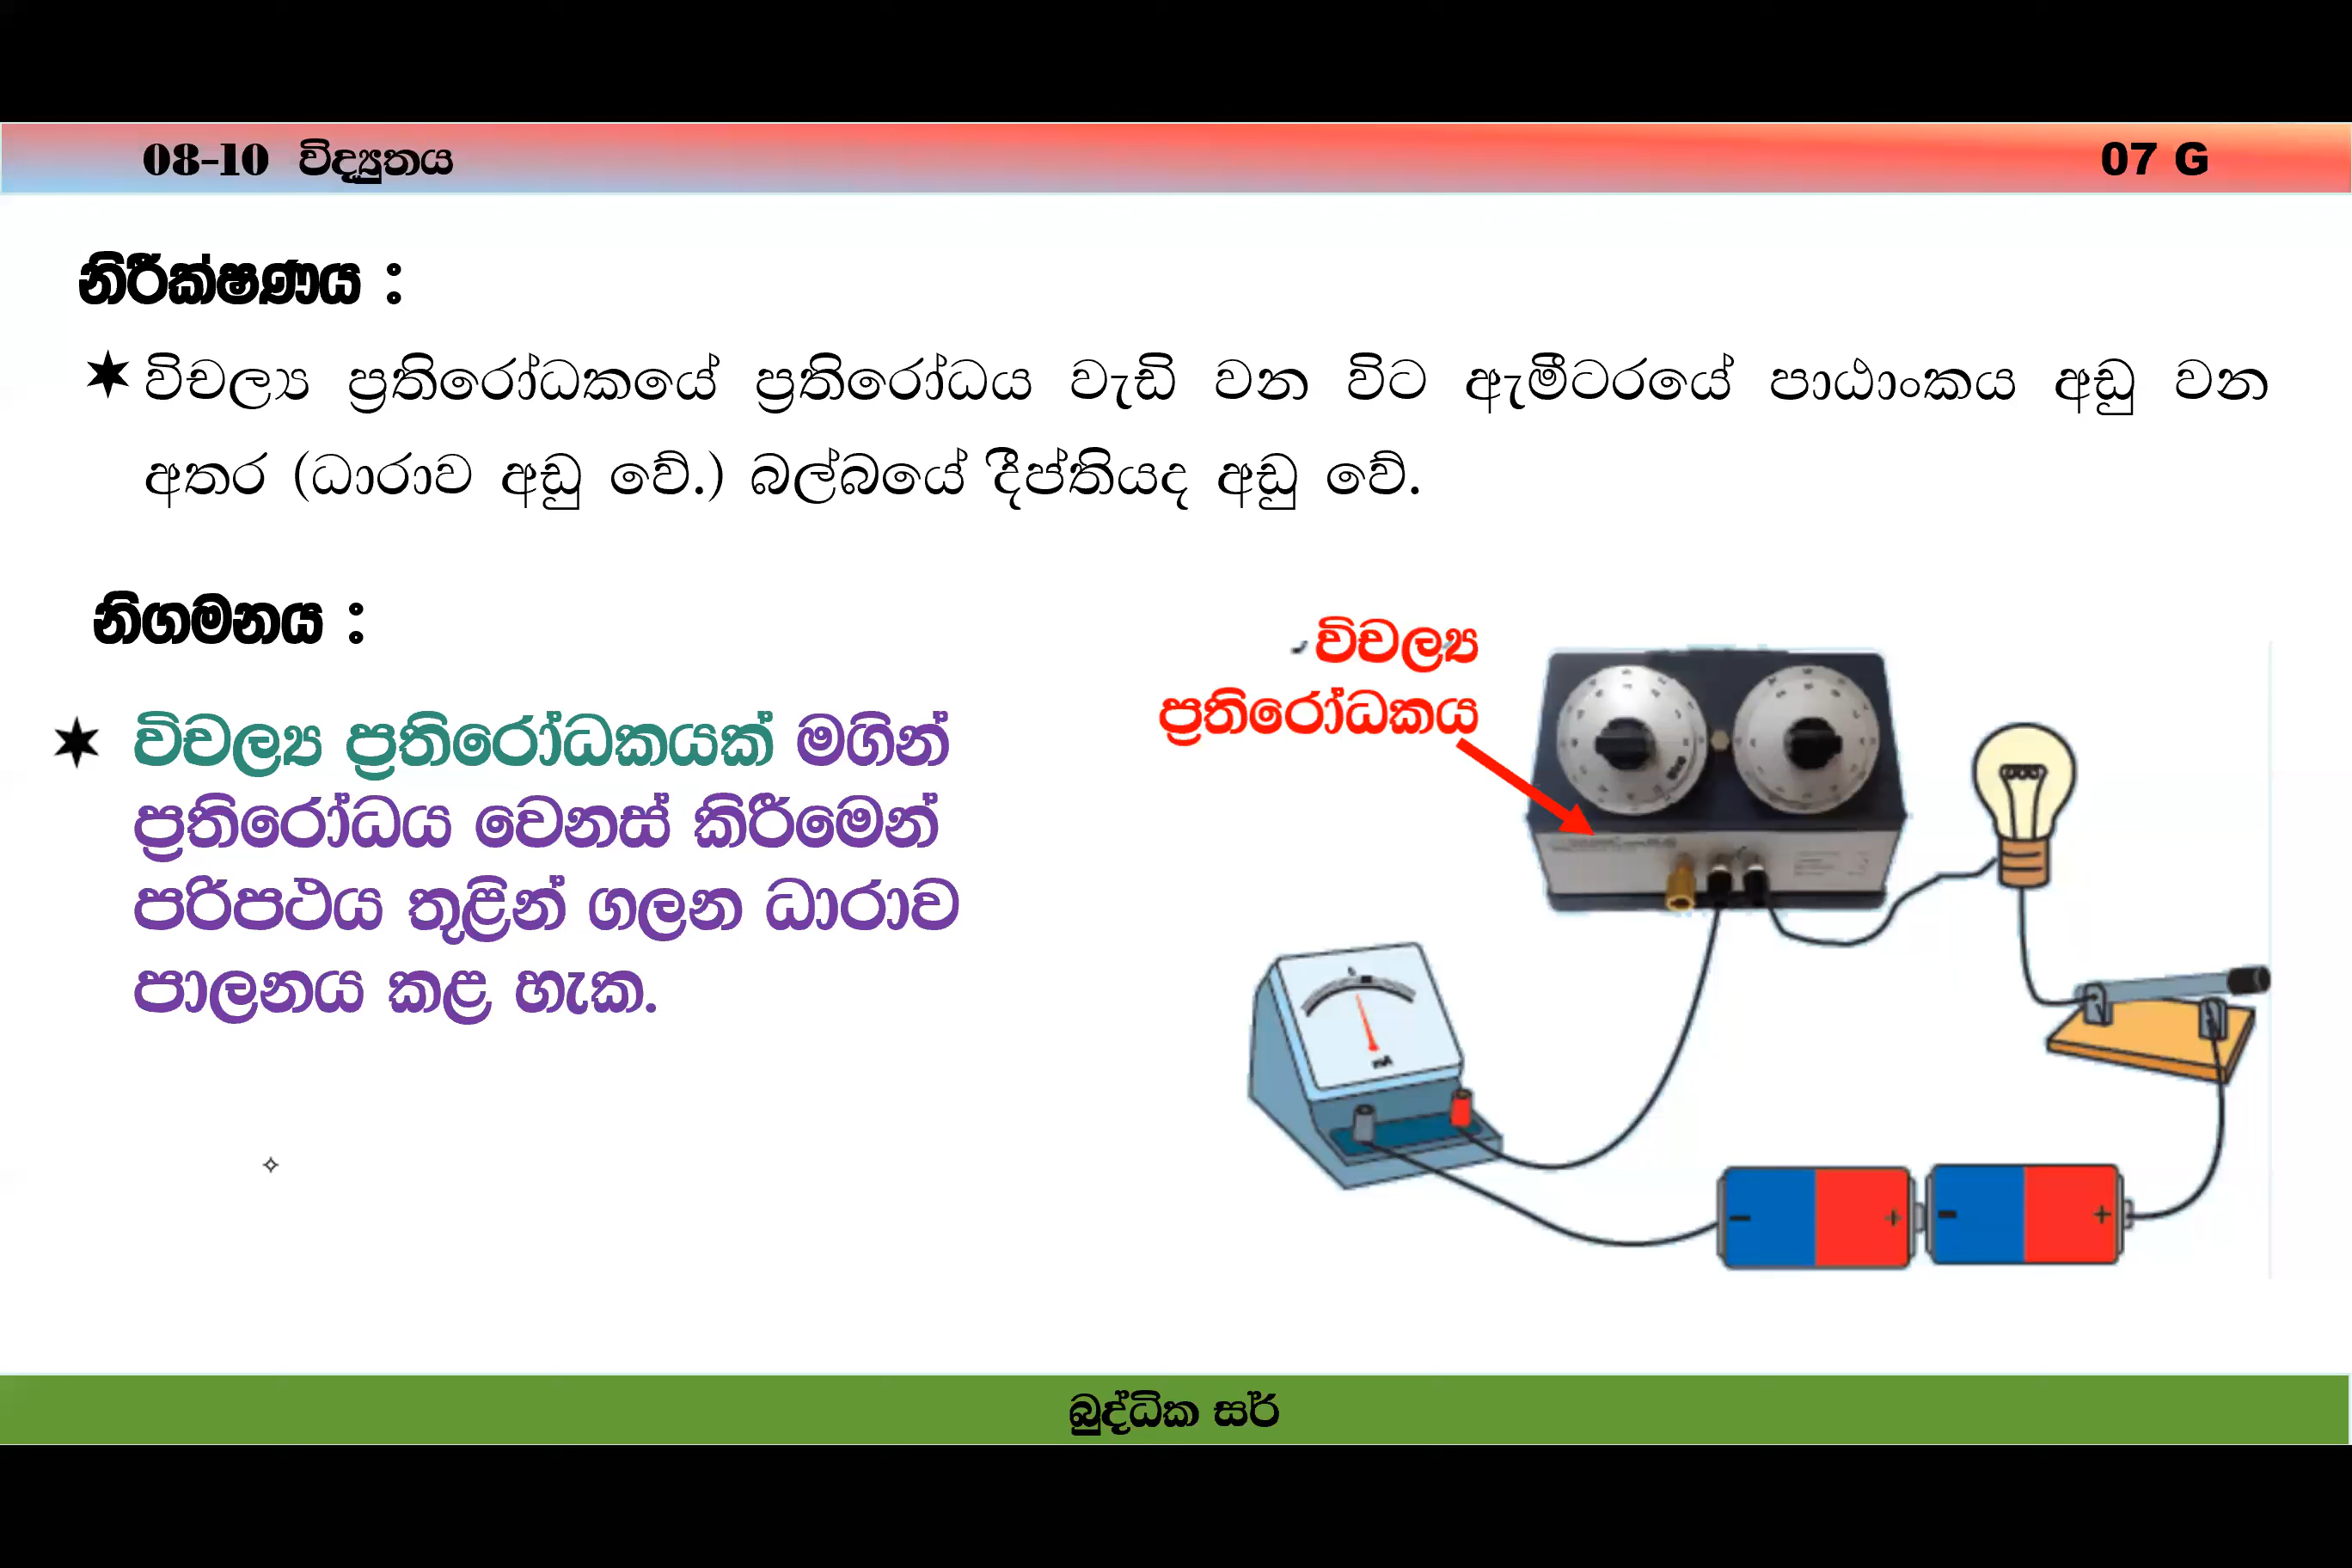 08-10 විද්‍යුතය
07 G
නිරීක්ෂණය :
✶ විචල්‍ය ප්‍රතිරෝධකයේ ප්‍රතිරෝධය වැඩි වන විට ඇමීටරයේ පාඨාංකය අඩු වන
අතර (ධාරාව අඩු වේ.) බල්බයේ දීප්තියද අඩු වේ.
නිගමනය :
✶ විචල්‍ය ප්‍රතිරෝධකයක් මගින්
ප්‍රතිරෝධය වෙනස් කිරීමෙන්
පරිපථය තුළින් ගලන ධාරාව
පාලනය කළ හැක.
විචල්‍ය
ප්‍රතිරෝධකය
mA
- + - +
බුද්ධික සර්